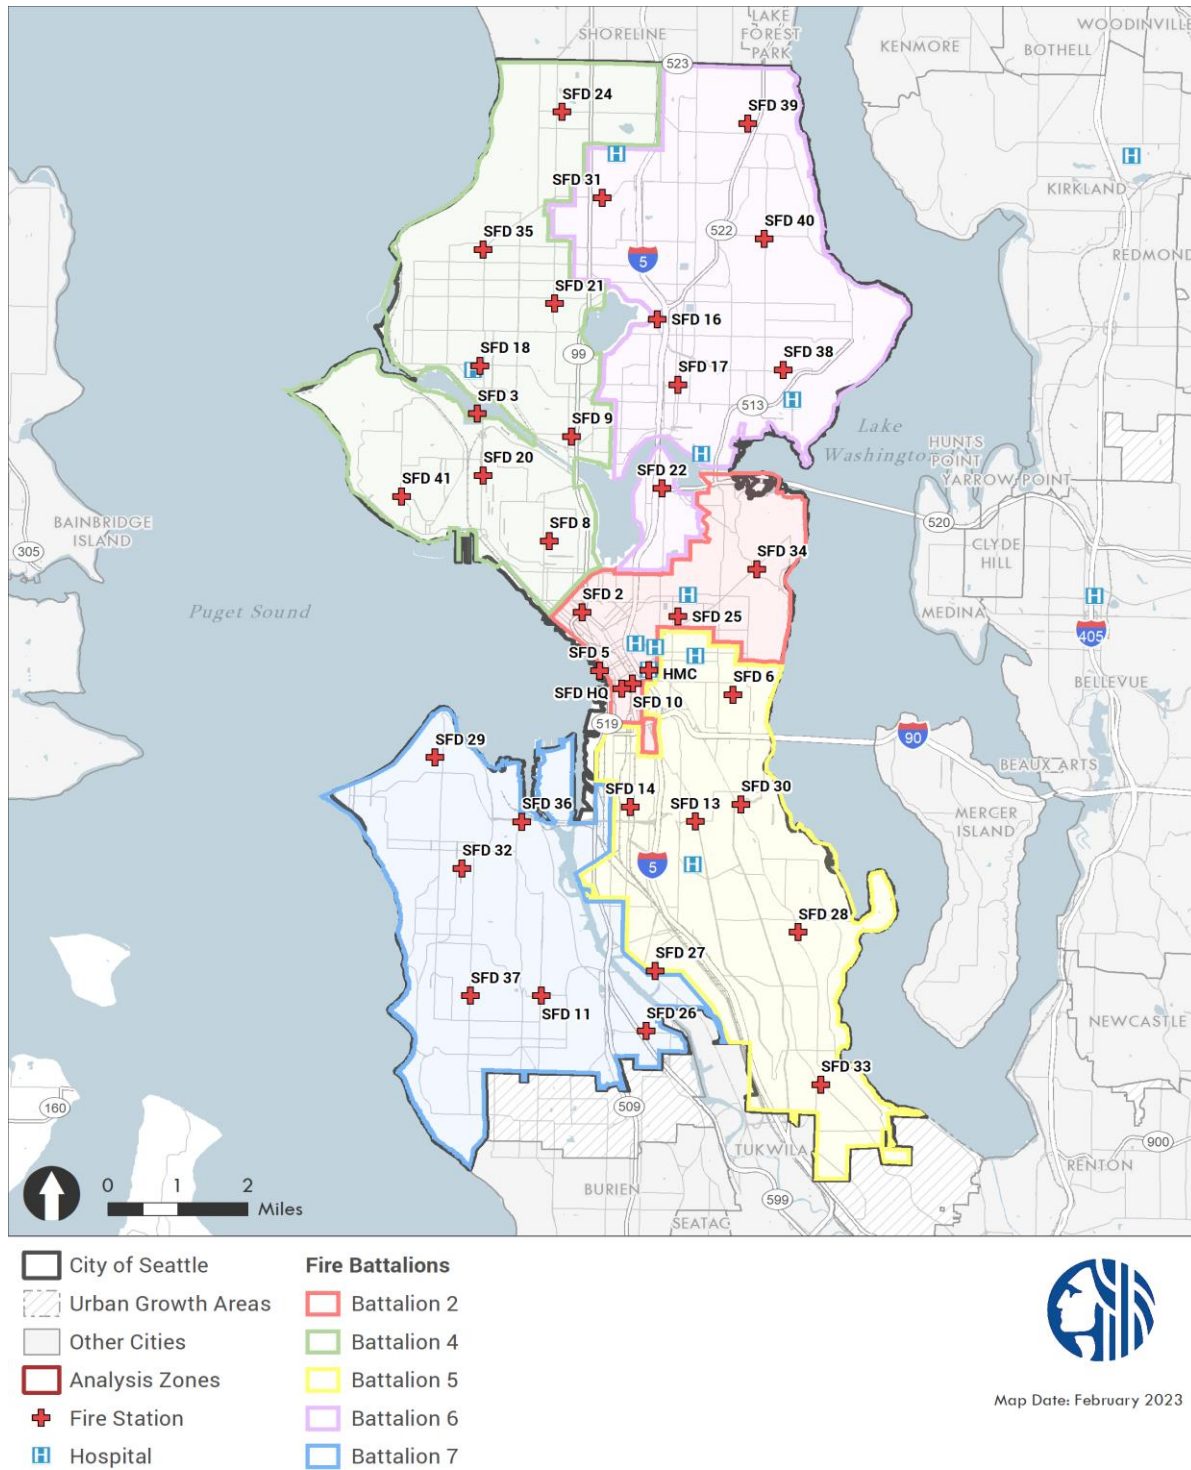 SHORELINE
LAKE
FOREST
PARK
WOODINVILLE
KENMORE
BOTHELL
523
SFD 24
SFD 39
KIRKLAND
SFD 31
522
SFD 40
SFD 35
REDMOND
5
SFD 21
SFD 16
SFD 18
99
SFD 38
SFD 17
SFD 3
513
SFD 9
Lake
Washingto
HUNTS
POINT
YARROW POINT
SFD 20
SFD 22
SFD 41
520
BAINBRIDGE
ISLAND
305
SFD 8
CLYDE
HILL
SFD 34
Puget Sound
SFD 2
SFD 25
MEDINA
405
SFD 5
HMC
SFD 6
BELLEVUE
SFD HQ
SFD 10
519
90
SFD 29
BEAUX ARTS
SFD 14
SFD 13
SFD 30
SFD 36
MERCER
ISLAND
SFD 32
5
SFD 28
SFD 27
SFD 37
SFD 11
SFD 26
NEWCASTLE
SFD 33
160
509
TUKWILA
900
RENTON
BURIEN
599
SEATAC
0 1 2
Miles
City of Seattle
Urban Growth Areas
Other Cities
Analysis Zones
Fire Station
H Hospital
Fire Battalions
Battalion 2
Battalion 4
Battalion 5
Battalion 6
Battalion 7
Map Date: February 2023